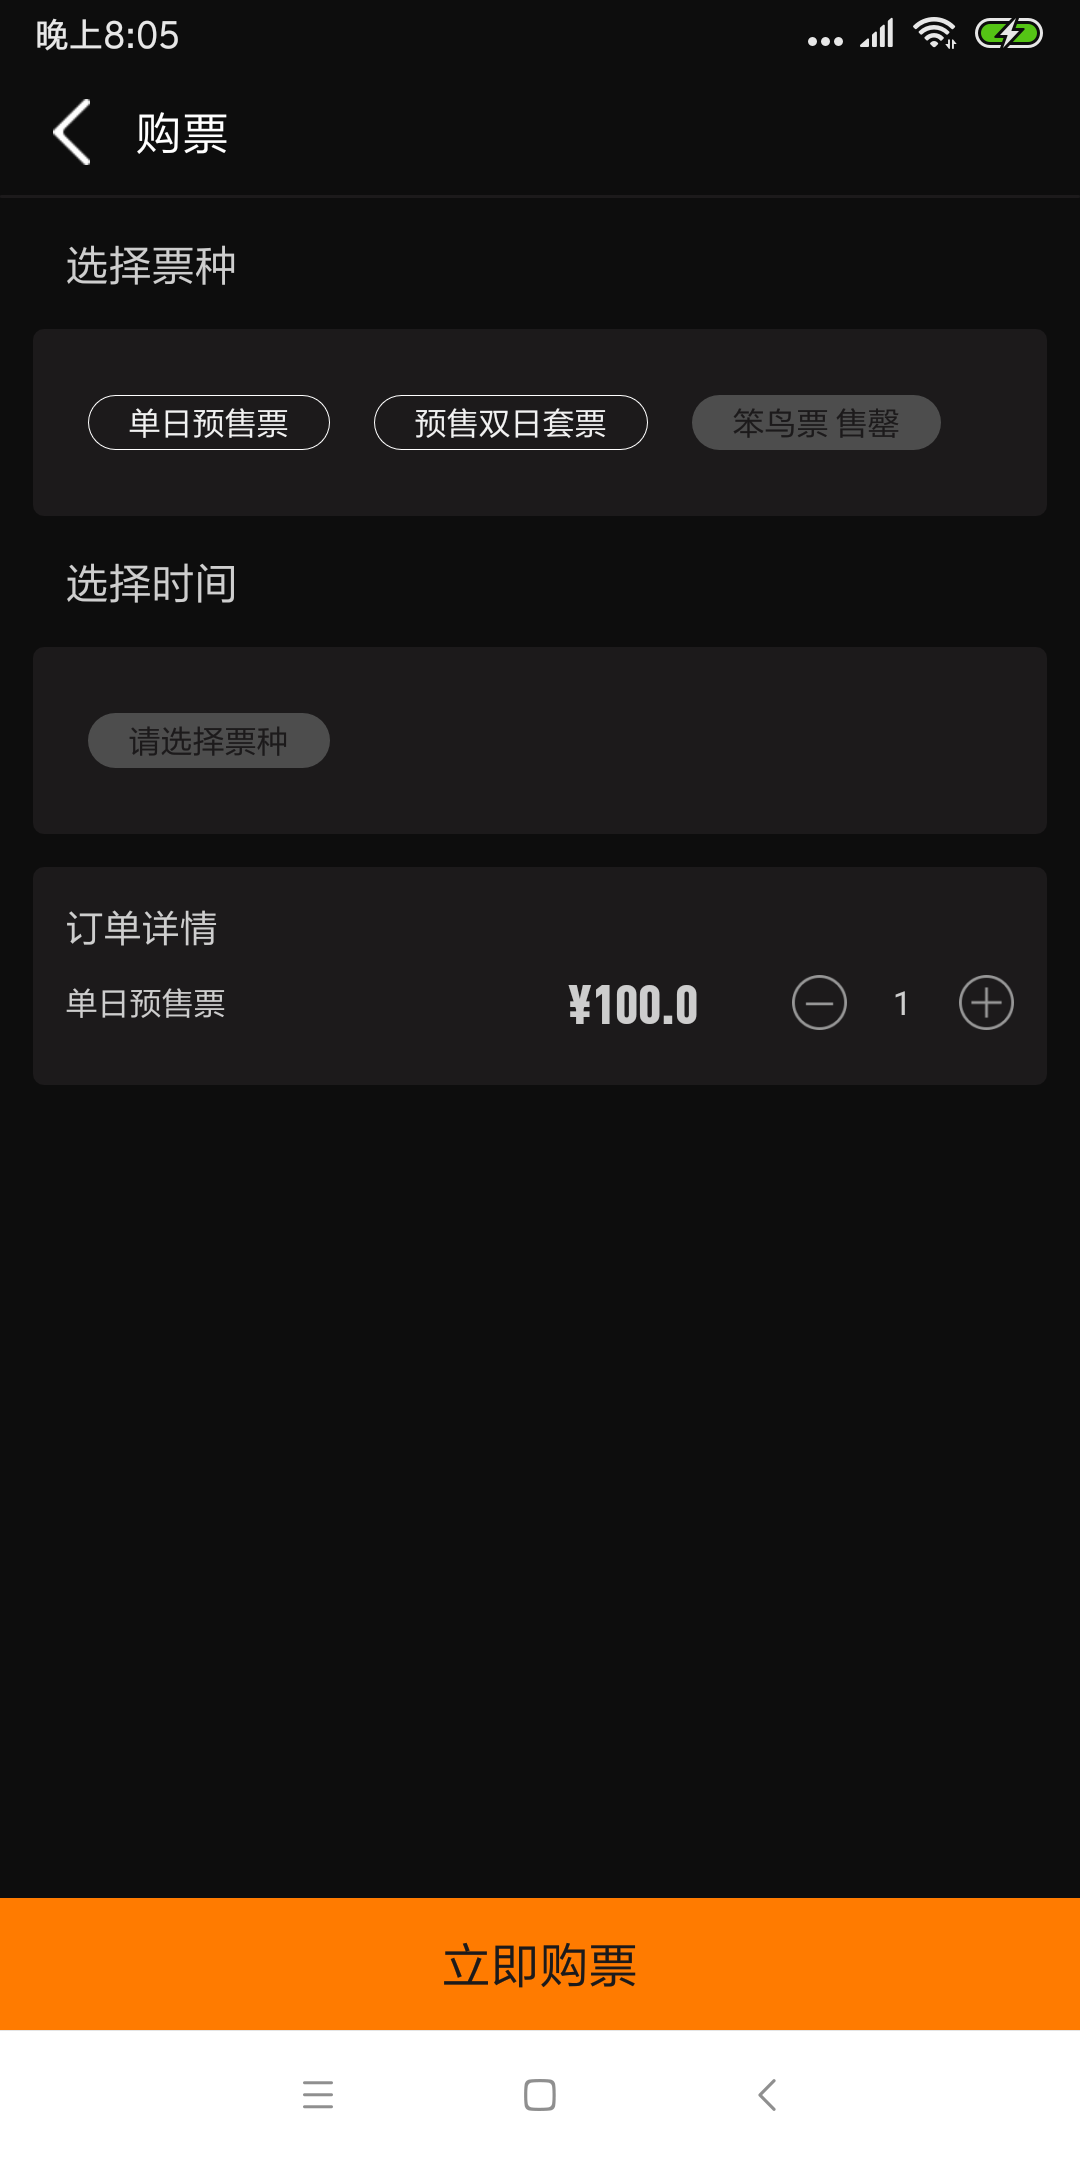 晚上8:05
购票
选择票种
单日预售票 预售双日套票 笨鸟票 售罄
选择时间
请选择票种
订单详情
单日预售票 ¥100.0 1
立即购票